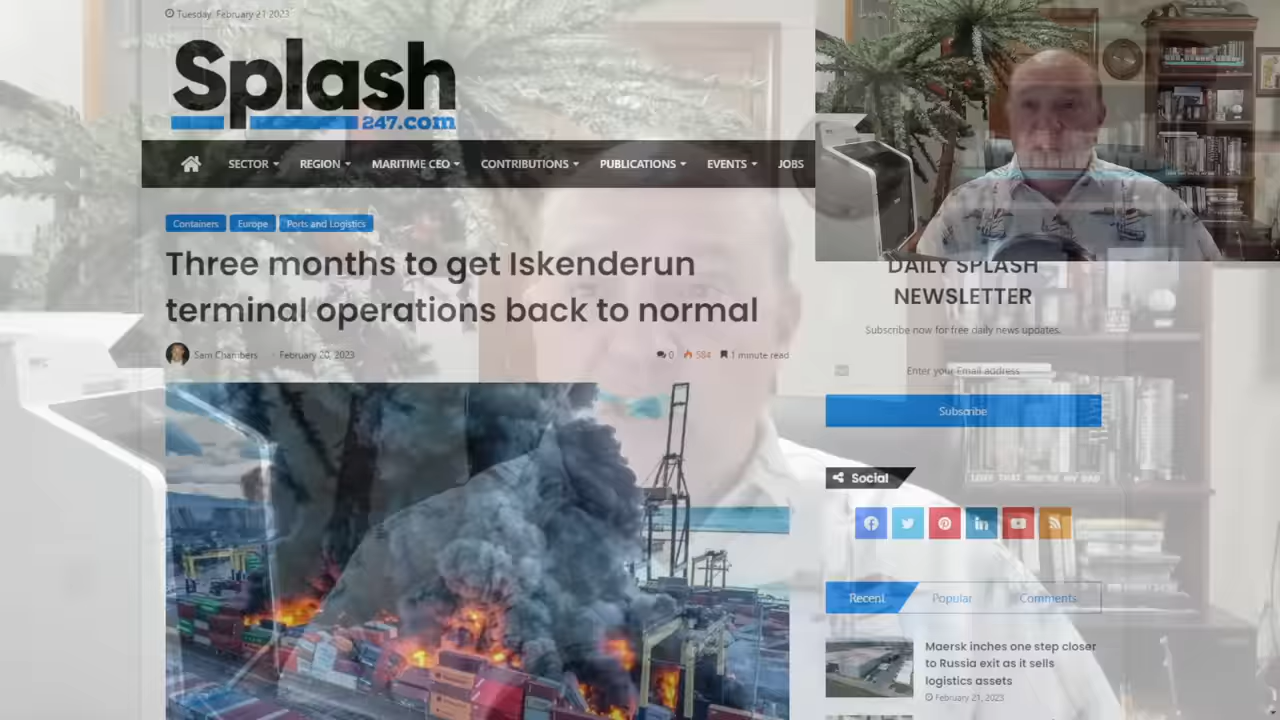 Tuesday, February 21 2023
Splash
247.com
SECTOR REGION MARITIME CEO CONTRIBUTIONS PUBLICATIONS EVENTS JOBS
Containers Europe Ports and Logistics
Three months to get Iskenderun
terminal operations back to normal
Sam Chambers February 20, 2023 0 584 1 minute read
DAILY SPLASH
NEWSLETTER
Subscribe now for free daily news updates.
Enter your Email address
Subscribe
Social
Recent Popular Comments
Maersk inches one step closer
to Russia exit as it sells
logistics assets
February 21, 2023